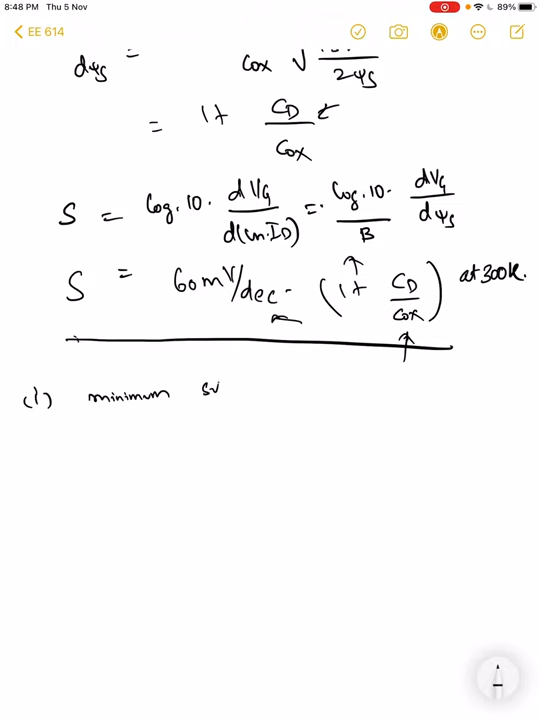 8:48 PM Thu 5 Nov 89%
EE 614
dψs = Cox √ 2ψs
= 1+ CD/Cox
S = log.10. dVG/d(ln.ID) = log.10./β dVG/dψs
S = 60mV/dec- (1+ CD/Cox) at 300k.
(1) minimum